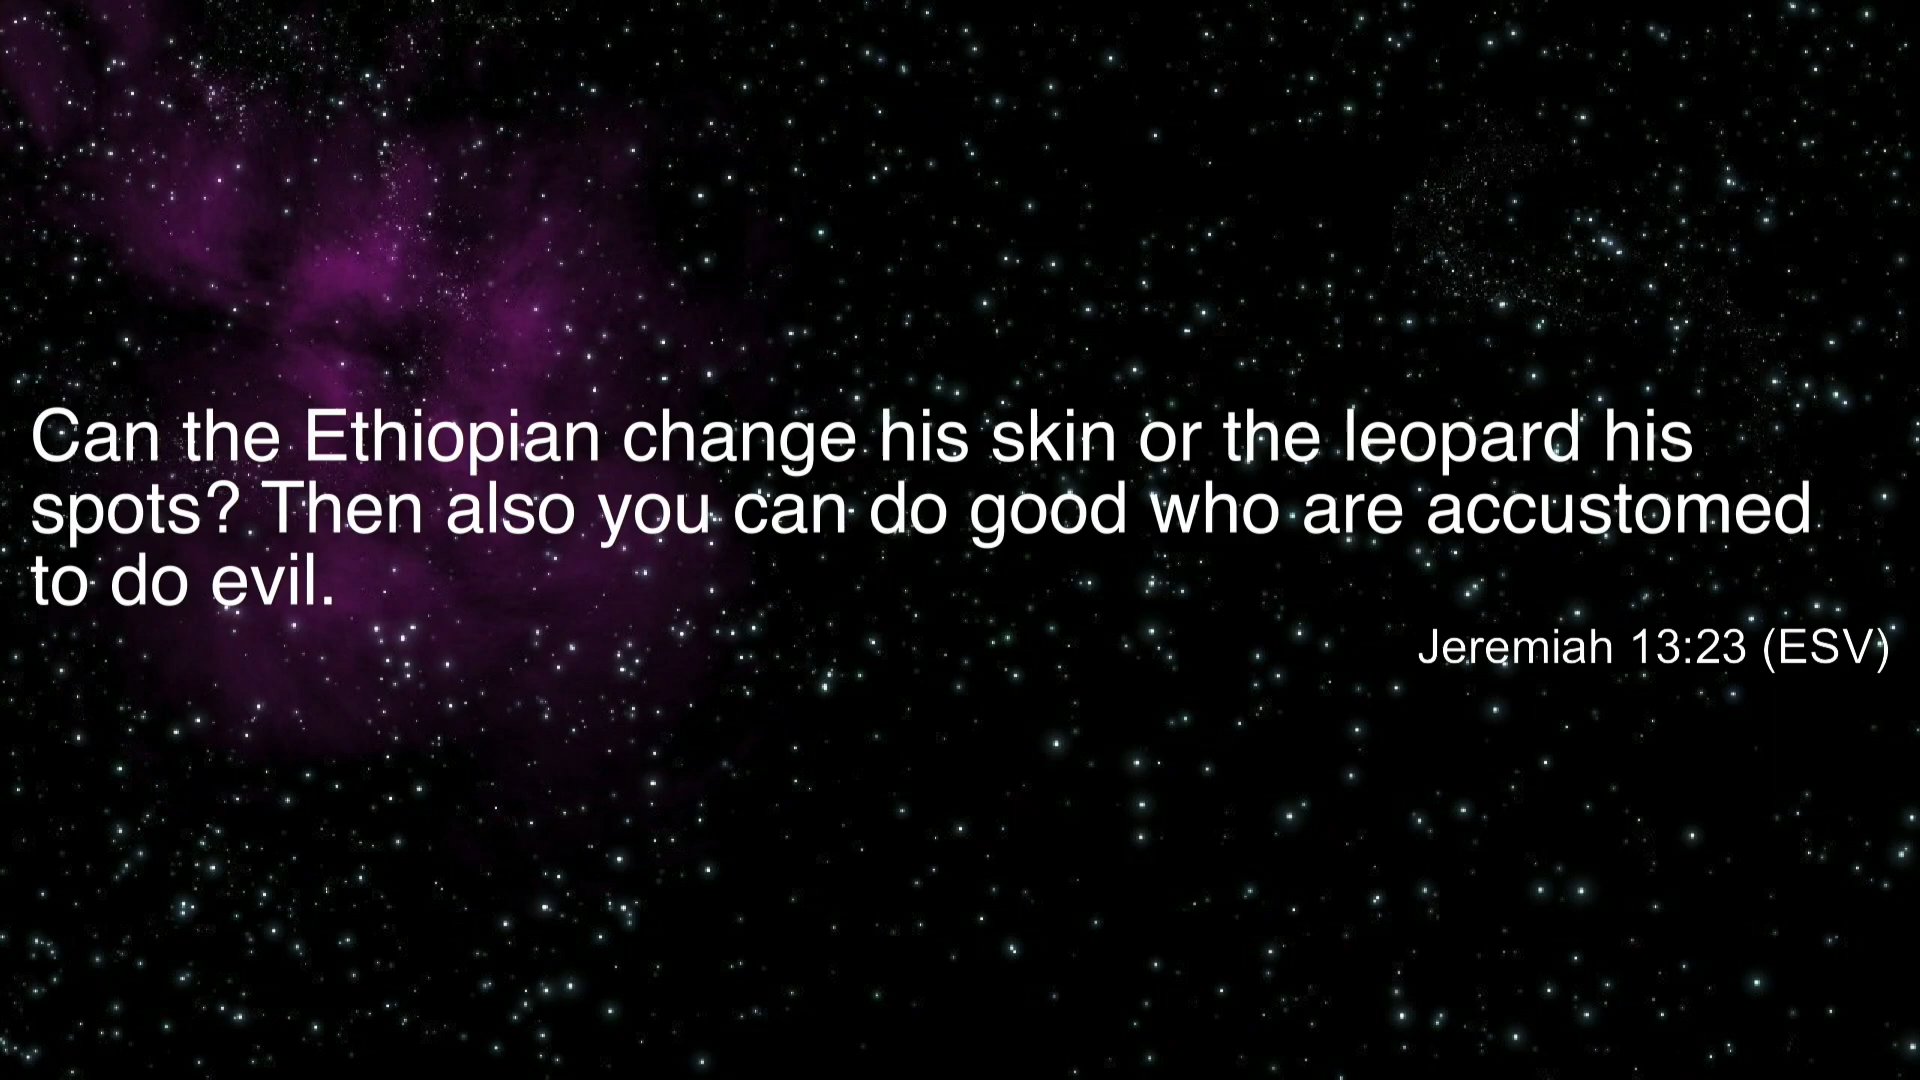 Can the Ethiopian change his skin or the leopard his
spots? Then also you can do good who are accustomed
to do evil.
Jeremiah 13:23 (ESV)